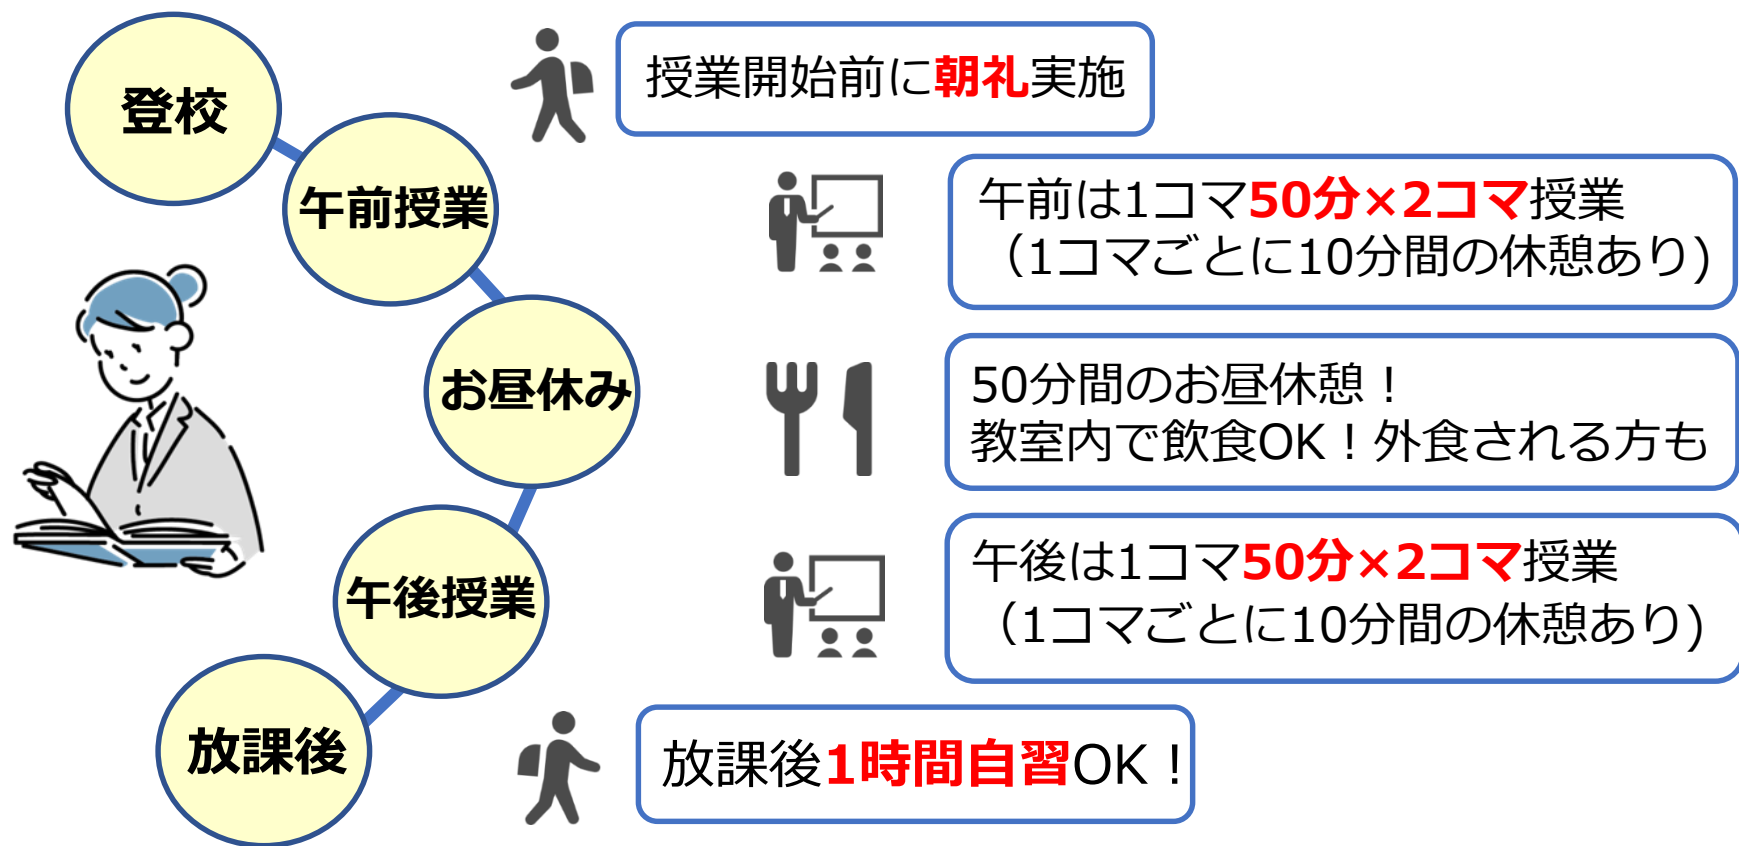 登校
授業開始前に朝礼実施
午前授業
午前は1コマ50分×2コマ授業
（1コマごとに10分間の休憩あり)
お昼休み
50分間のお昼休憩！
教室内で飲食OK！外食される方も
午後授業
午後は1コマ50分×2コマ授業
（1コマごとに10分間の休憩あり)
放課後
放課後1時間自習OK！